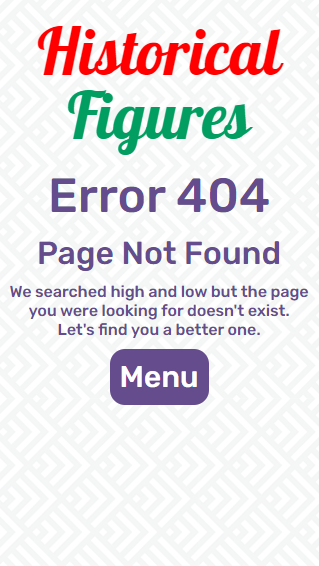 Historical
Figures
Error 404
Page Not Found
We searched high and low but the page
you were looking for doesn't exist.
Let's find you a better one.
Menu